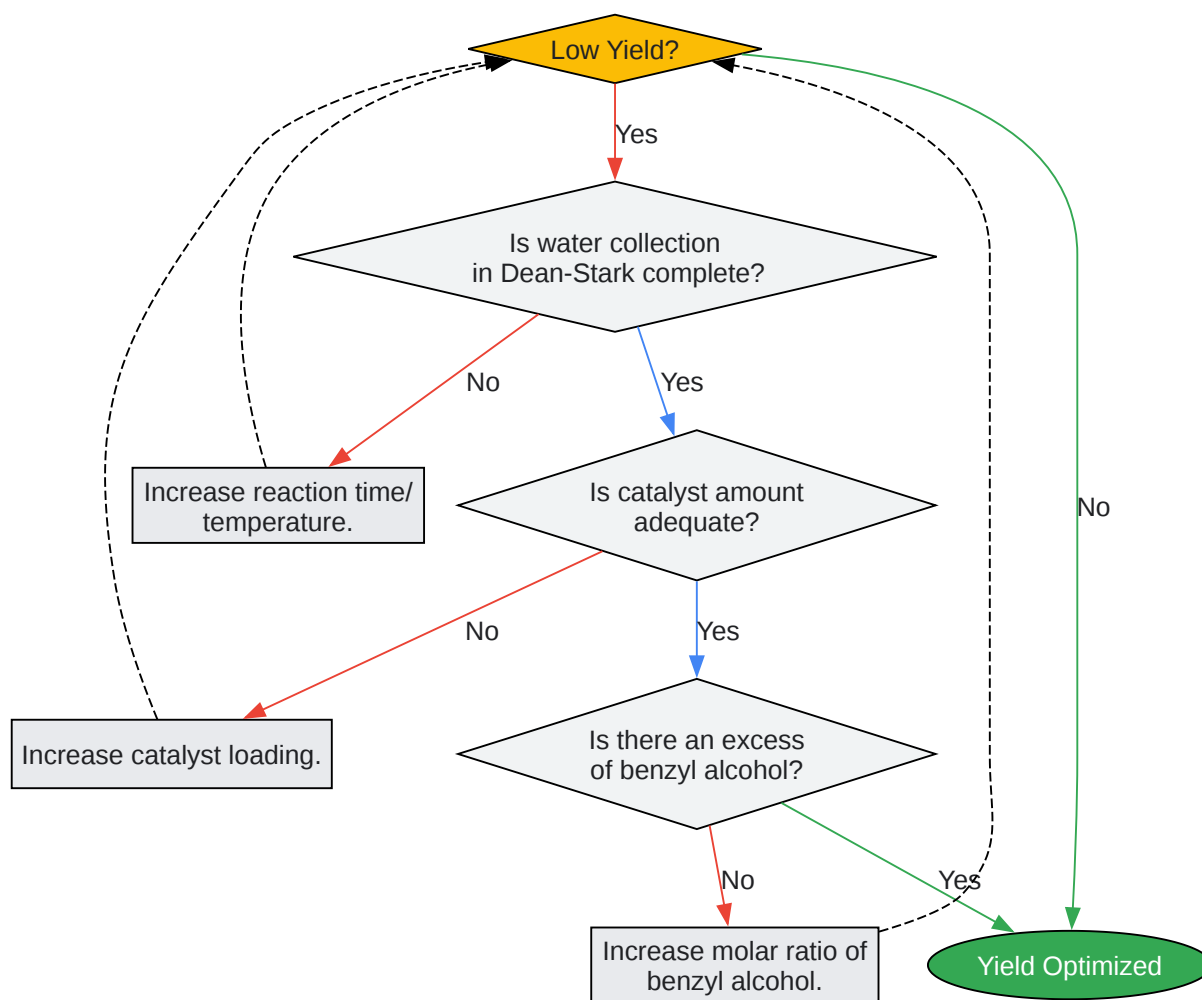 Low Yield?
Yes
Is water collection
in Dean-Stark complete?
No
Yes
Increase reaction time/
temperature.
Is catalyst amount
adequate?
No
No
Yes
Increase catalyst loading.
Is there an excess
of benzyl alcohol?
No
Yes
Increase molar ratio of
benzyl alcohol.
Yield Optimized